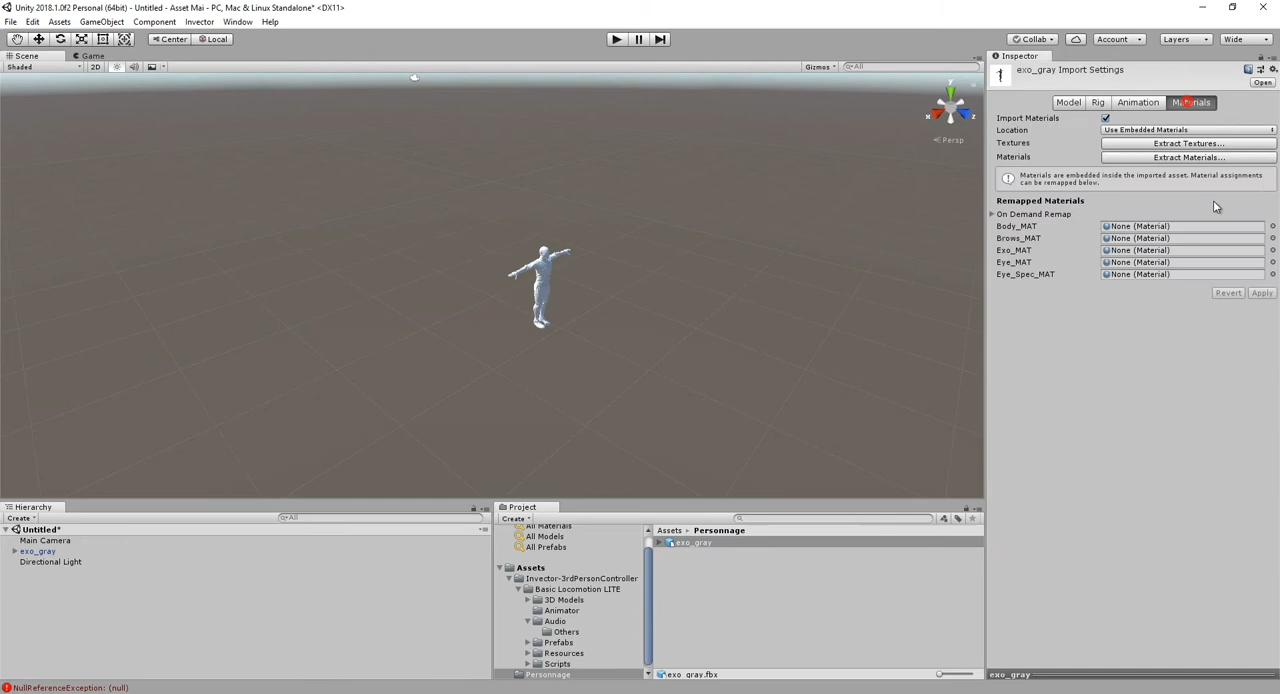 Unity 2018.1.0f2 Personal (64bit) - Untitled - Asset Mai - PC, Mac & Linux Standalone* <DX11>
File Edit Assets GameObject Component Invector Window Help
Center Local Collab Account Layers Wide
Scene Game
Shaded 2D Gizmos All
y
x z
Persp
Inspector
exo_gray Import Settings
Open
Model Rig Animation Materials
Import Materials
Location Use Embedded Materials
Textures Extract Textures...
Materials Extract Materials...
Materials are embedded inside the imported asset. Material assignments
can be remapped below.
Remapped Materials
On Demand Remap
Body_MAT None (Material)
Brows_MAT None (Material)
Exo_MAT None (Material)
Eye_MAT None (Material)
Eye_Spec_MAT None (Material)
Revert Apply
exo_gray
Hierarchy
Create All
Untitled*
Main Camera
exo_gray
Directional Light
Project
Create
All Materials
All Models
All Prefabs
Assets
Invector-3rdPersonController
Basic Locomotion LITE
3D Models
Animator
Audio
Others
Prefabs
Resources
Scripts
Personnage
Assets Personnage
exo_gray
exo_gray.fbx
NullReferenceException: (null)